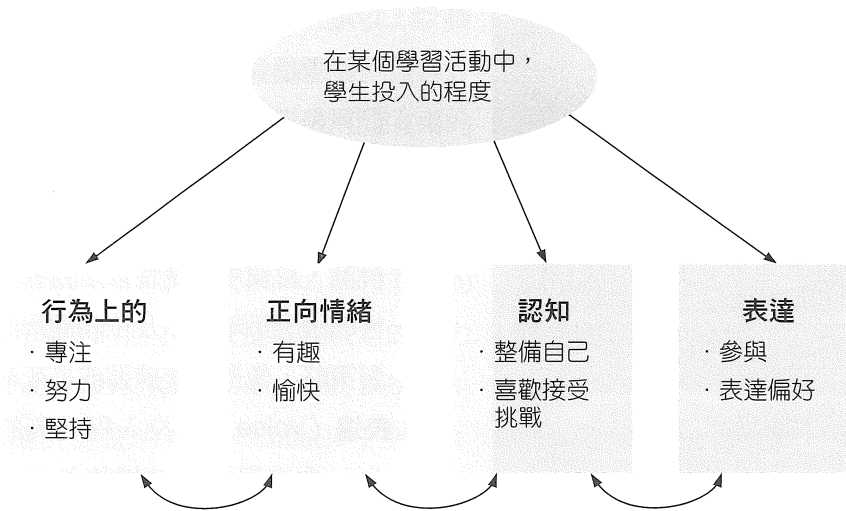 在某個學習活動中，
學生投入的程度
行為上的
·專注
·努力
·堅持
正向情緒
·有趣
·愉快
認知
·整備自己
·喜歡接受
挑戰
表達
·參與
·表達偏好